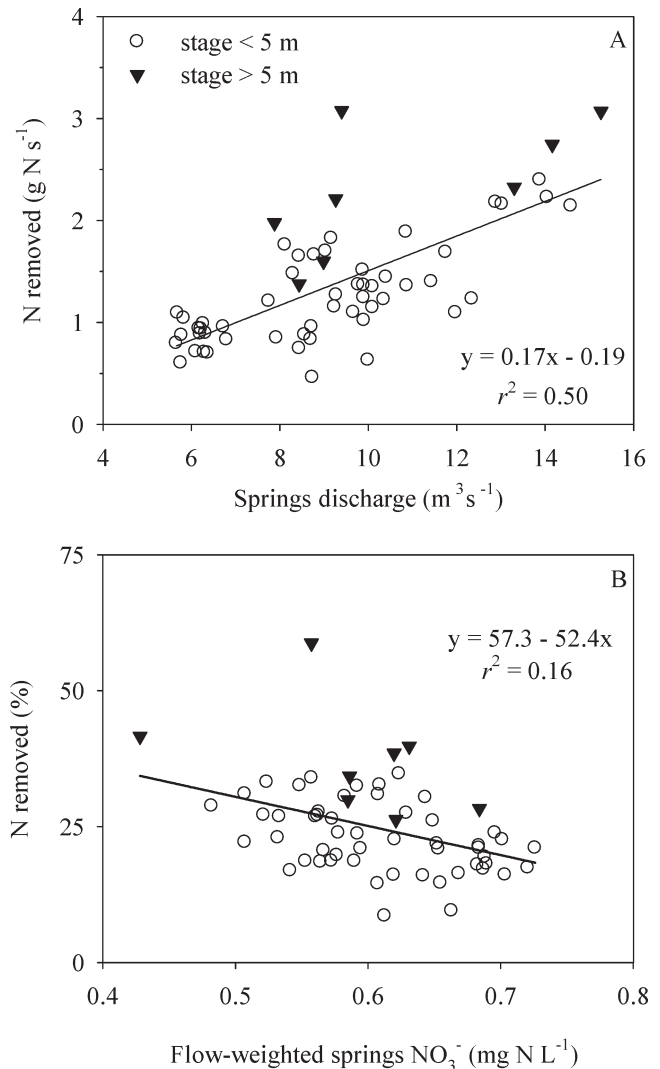 4
A
stage < 5 m
stage > 5 m
3
2
1
0
N removed (g N s⁻¹)
y = 0.17x - 0.19
r² = 0.50
4 6 8 10 12 14 16
Springs discharge (m³s⁻¹)
75
B
y = 57.3 - 52.4x
r² = 0.16
50
25
0
N removed (%)
0.4 0.5 0.6 0.7 0.8
Flow-weighted springs NO₃⁻ (mg N L⁻¹)